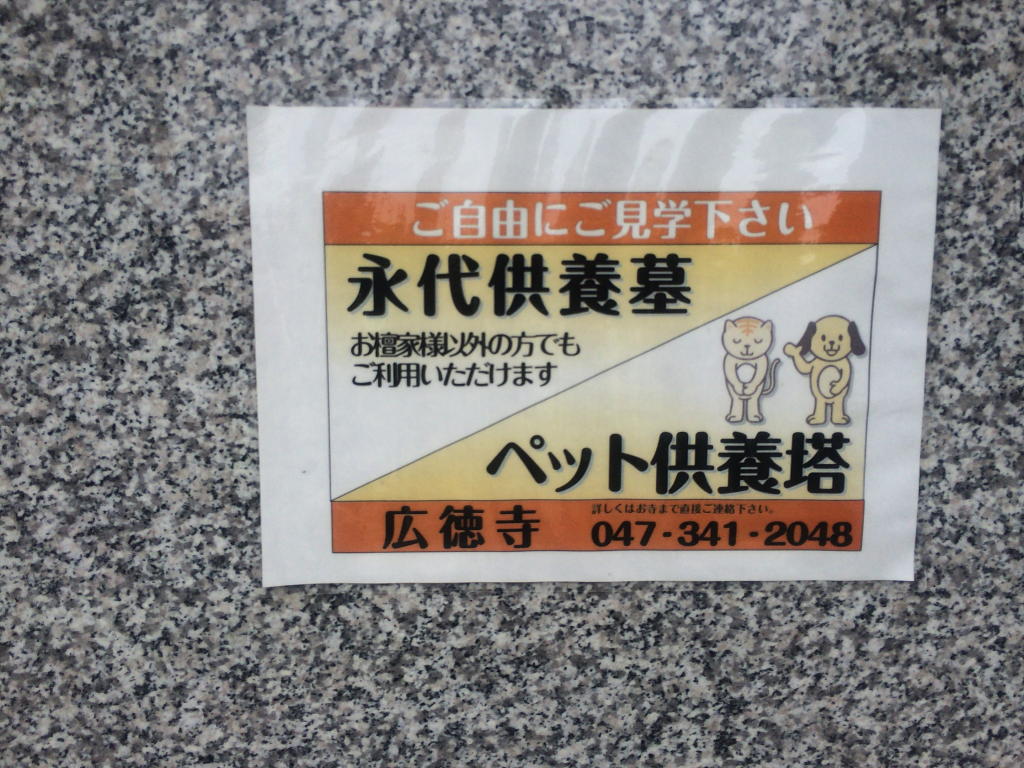 ご自由にご見学下さい
永代供養墓
お檀家様以外の方でも
ご利用いただけます
ペット供養塔
広徳寺
詳しくはお寺まで直接ご連絡下さい。
047-341-2048